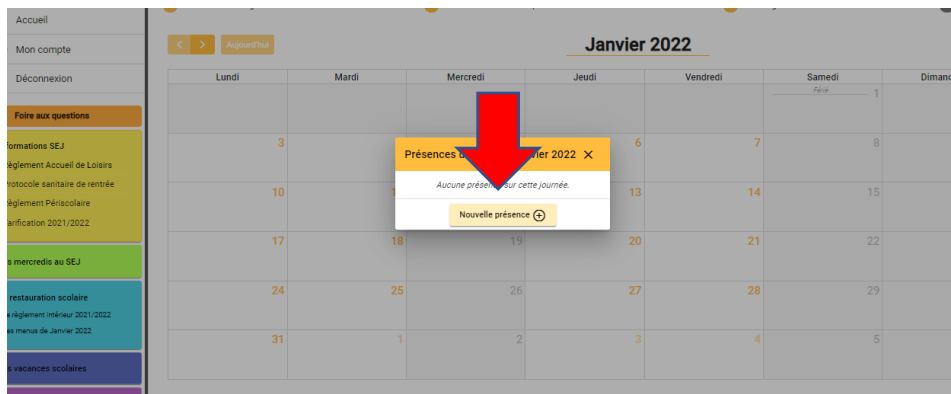 Accueil
Mon compte
Déconnexion
Foire aux questions
formations SEJ
Règlement Accueil de Loisirs
Protocole sanitaire de rentrée
Règlement Périscolaire
Tarification 2021/2022
s mercredis au SEJ
restauration scolaire
e règlement intérieur 2021/2022
es menus de Janvier 2022
s vacances scolaires
< > Aujourd'hui
Janvier 2022
Lundi Mardi Mercredi Jeudi Vendredi Samedi Dimanc
Férié 1
3 6 7 8
10 13 14 15
17 18 19 20 21 22
24 25 26 27 28 29
31 1 2 3 4 5
Présences vier 2022 ×
Aucune présence sur cette journée.
Nouvelle présence